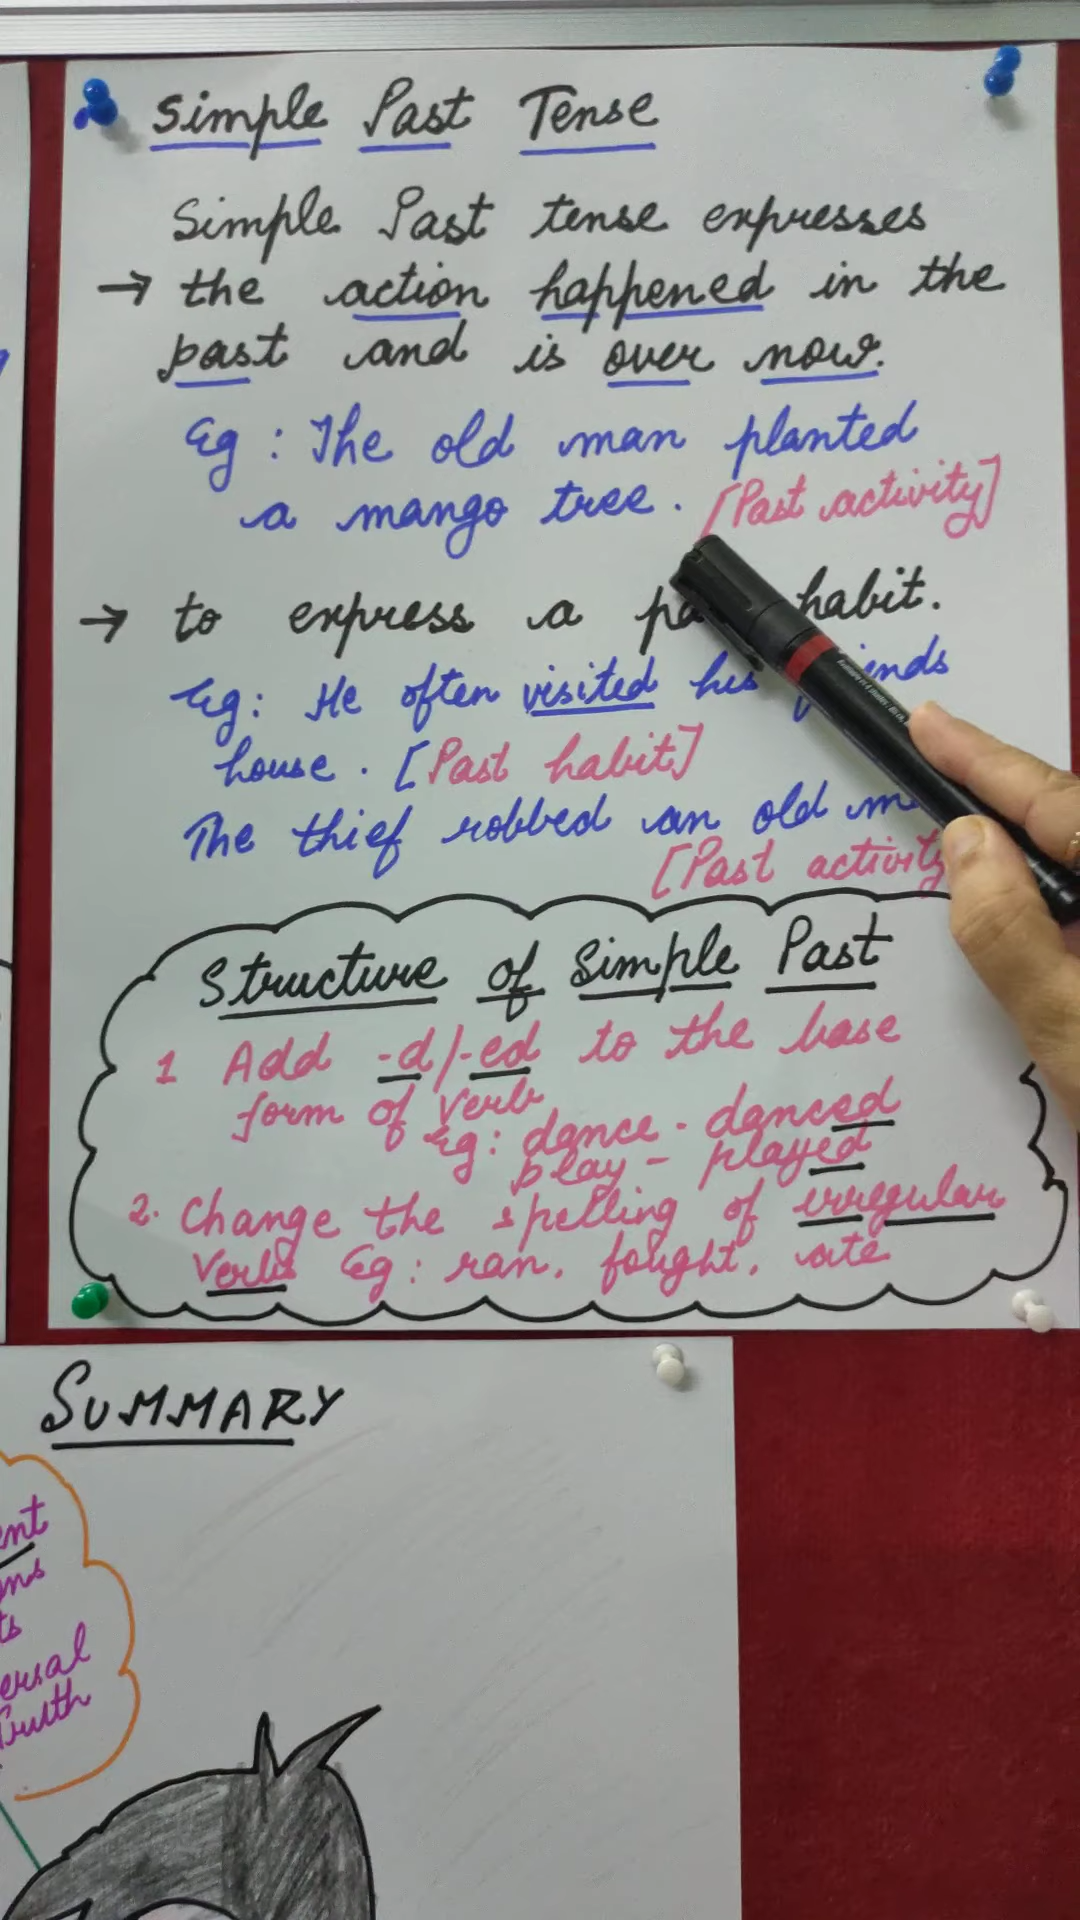 Simple Past Tense
Simple Past tense expresses
→ the action happened in the
past and is over now.
Eg : The old man planted
a mango tree. [Past activity]
→ to express a habit.
Eg: He often visited his
house. [Past habit]
The thief robbed an old
[Past activity
Structure of Simple Past
1 Add -d/-ed to the base
form of Verb
Eg: dance - danced
play - played
2. Change the spelling of irregular
Verbs Eg: ran, fought, ate
SUMMARY
Truth